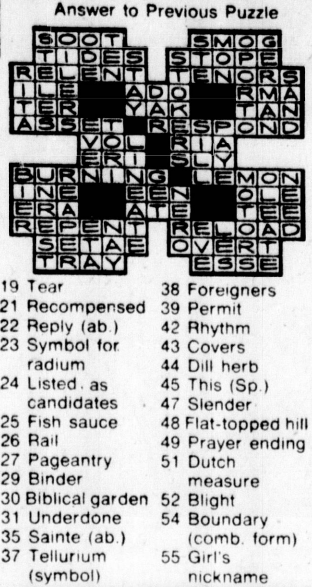 Answer to Previous Puzzle
SOOT SMOG
TIDES STOPE
RELENT TENORS
ILE ADO RMA
TER YAK TAN
ASSET RESPOND
VOL RIA
ERI SLY
BURNING LEMON
INE EEN OLE
ERA ATE TEE
REPENT RELOAD
SETAE OVERT
TRAY ESSE
19 Tear
21 Recompensed
22 Reply (ab.)
23 Symbol for
radium
24 Listed as
candidates
25 Fish sauce
26 Rail
27 Pageantry
29 Binder
30 Biblical garden
31 Underdone
35 Sainte (ab.)
37 Tellurium
(symbol)
38 Foreigners
39 Permit
42 Rhythm
43 Covers
44 Dill herb
45 This (Sp.)
47 Slender
48 Flat-topped hill
49 Prayer ending
51 Dutch
measure
52 Blight
54 Boundary
(comb. form)
55 Girl's
nickname